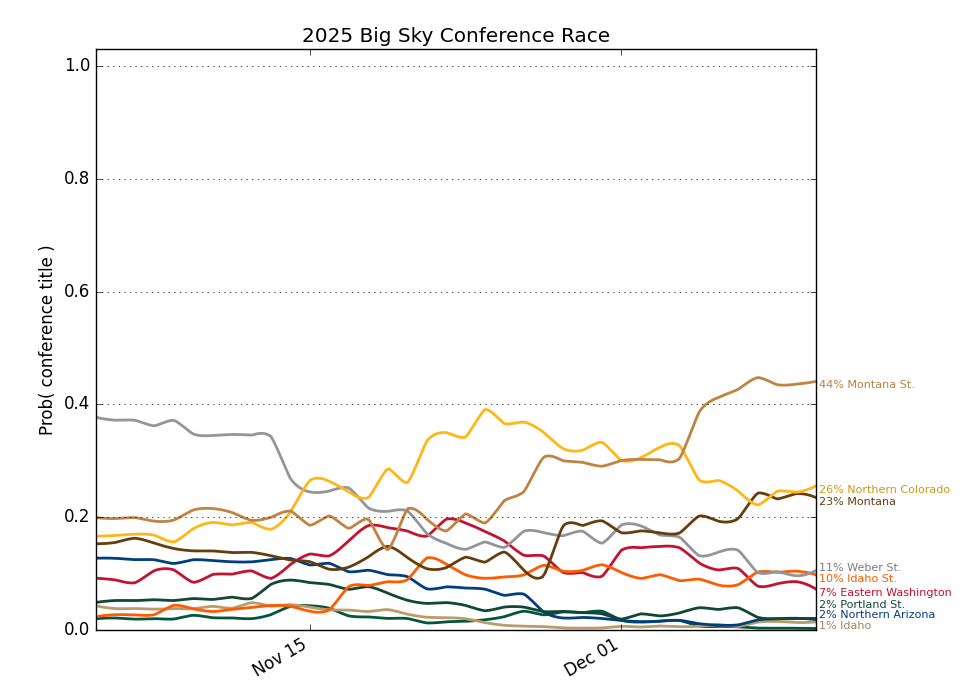 2025 Big Sky Conference Race
Prob( conference title )
1.0
0.8
0.6
0.4
0.2
0.0
Nov 15
Dec 01
44% Montana St.
26% Northern Colorado
23% Montana
11% Weber St.
10% Idaho St.
7% Eastern Washington
2% Portland St.
2% Northern Arizona
1% Idaho